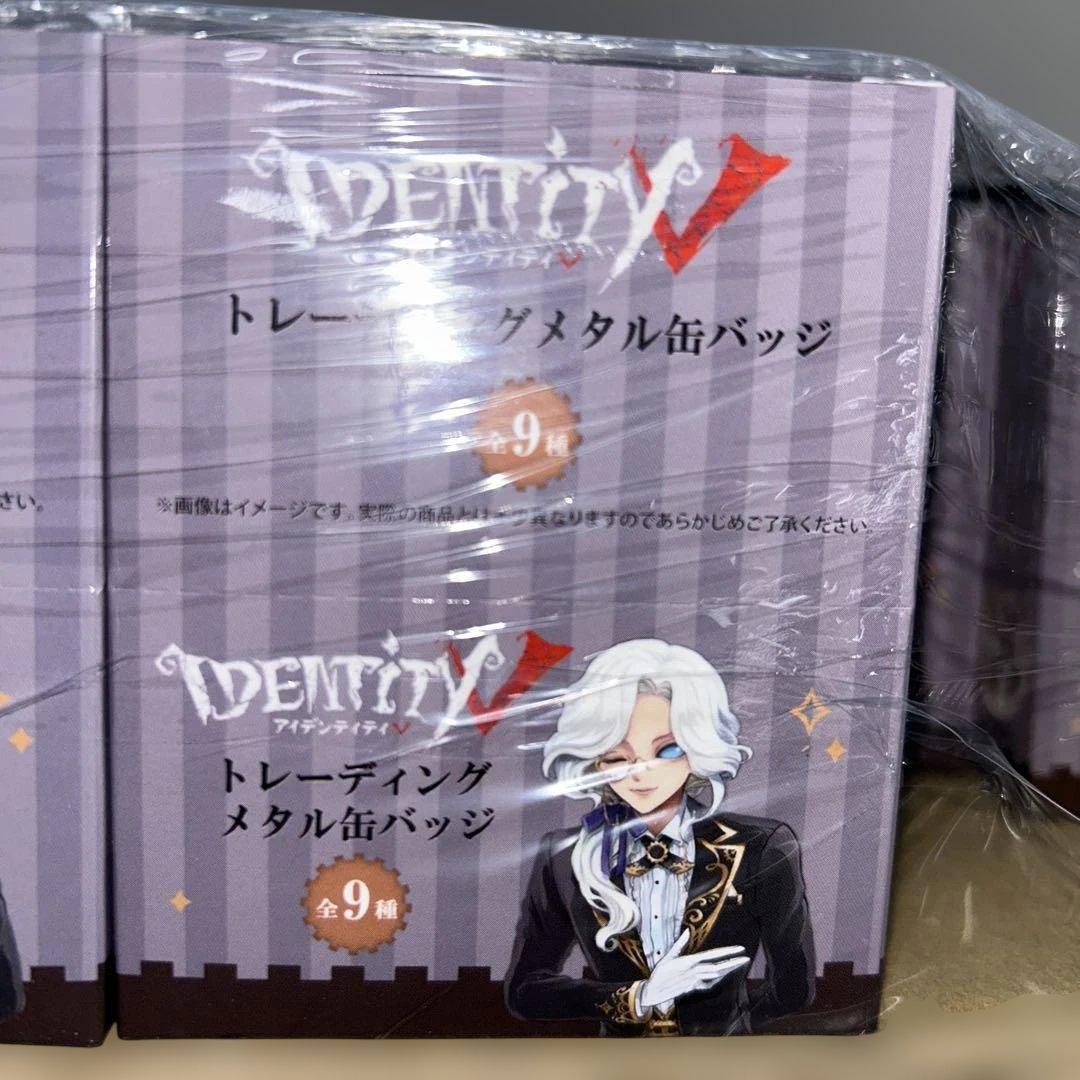 IDENTITY V
トレー グメタル缶バッジ
全9種
さい。
※画像はイメージです。実際の商品とは 異なりますのであらかじめご了承ください。
IDENTITY V
アイデンティティV
トレーディング
メタル缶バッジ
全9種